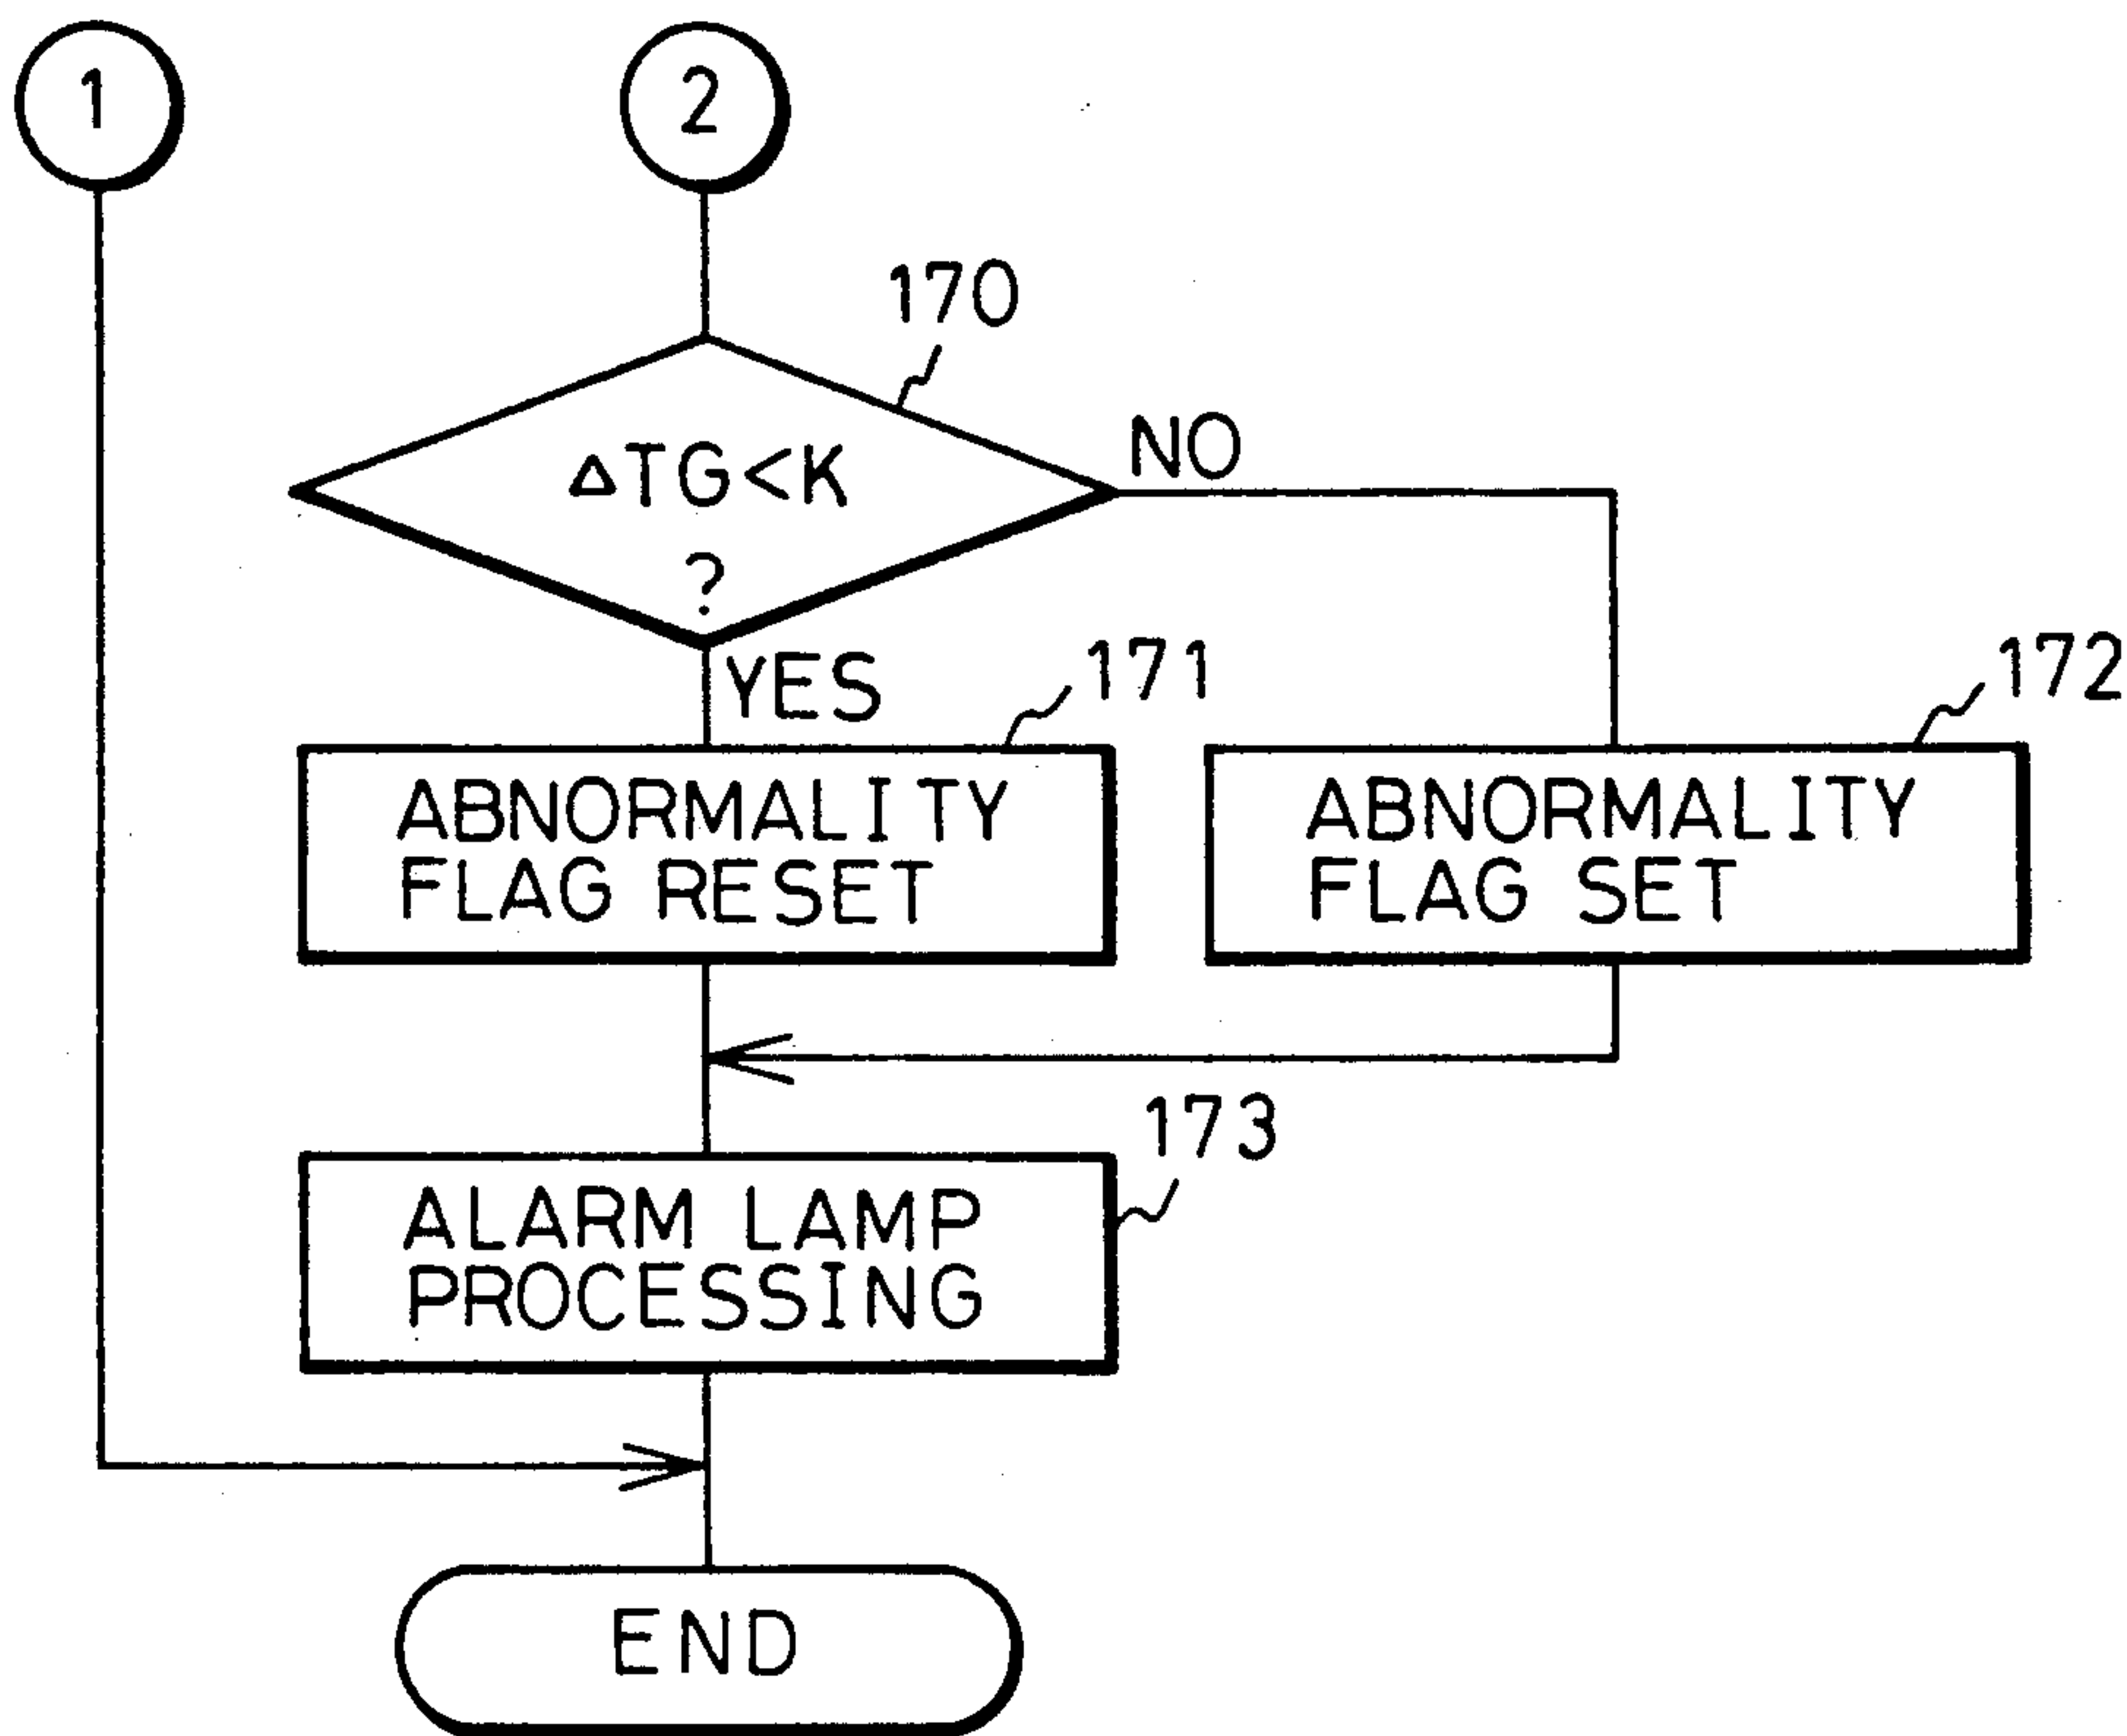 1
2
170
ΔTG<K
?
NO
YES
171
172
ABNORMALITY
FLAG RESET
ABNORMALITY
FLAG SET
173
ALARM LAMP
PROCESSING
END